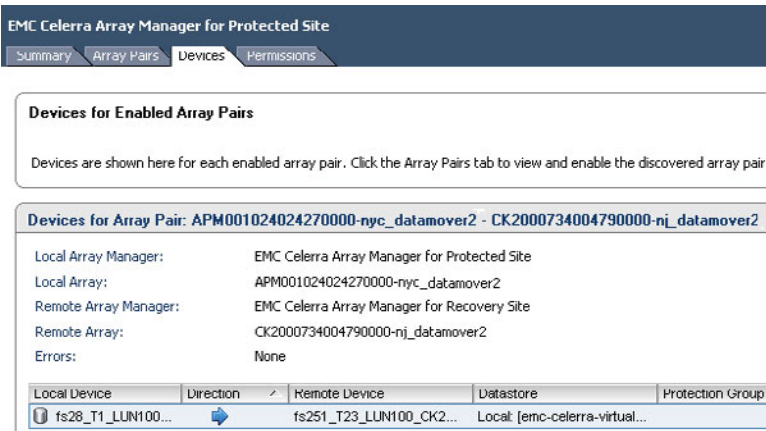 EMC Celerra Array Manager for Protected Site
Summary Array Pairs Devices Permissions
Devices for Enabled Array Pairs
Devices are shown here for each enabled array pair. Click the Array Pairs tab to view and enable the discovered array pair
Devices for Array Pair: APM001024024270000-nyc_datamover2 - CK2000734004790000-nj_datamover2
Local Array Manager: EMC Celerra Array Manager for Protected Site
Local Array: APM001024024270000-nyc_datamover2
Remote Array Manager: EMC Celerra Array Manager for Recovery Site
Remote Array: CK2000734004790000-nj_datamover2
Errors: None
Local Device Direction Remote Device Datastore Protection Group
fs28_T1_LUN100... fs251_T23_LUN100_CK2... Local: [emc-celerra-virtual...